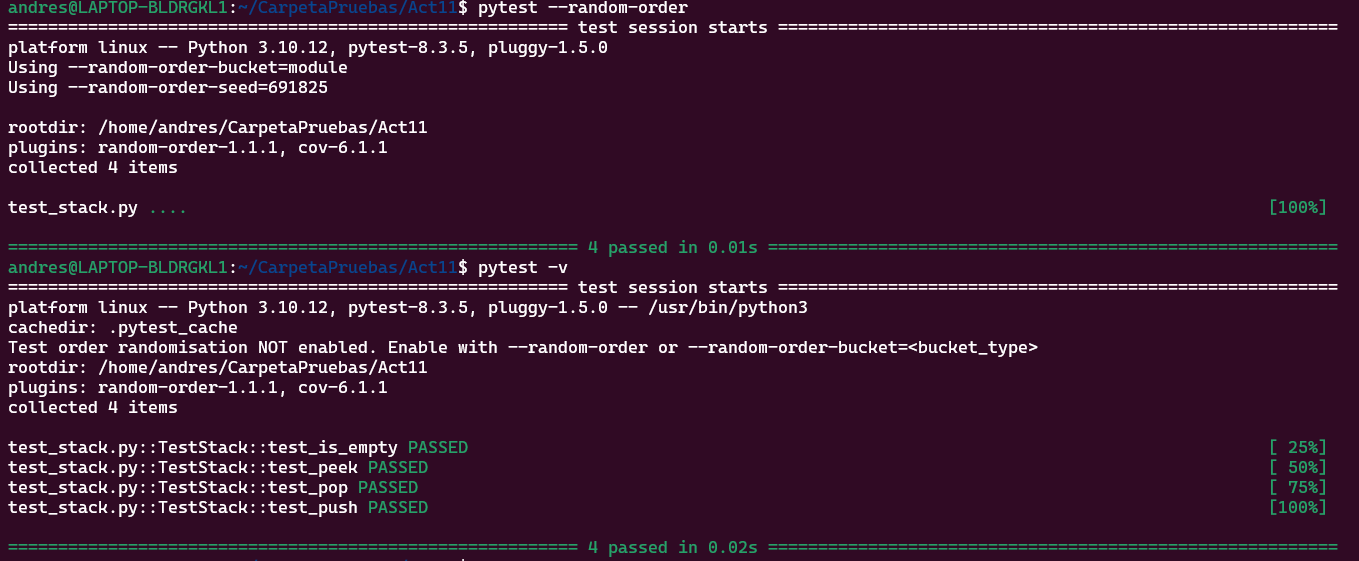 andres@LAPTOP-BLDRGKL1:~/CarpetaPruebas/Act11$ pytest --random-order
======================================================== test session starts ========================================================
platform linux -- Python 3.10.12, pytest-8.3.5, pluggy-1.5.0
Using --random-order-bucket=module
Using --random-order-seed=691825
rootdir: /home/andres/CarpetaPruebas/Act11
plugins: random-order-1.1.1, cov-6.1.1
collected 4 items
test_stack.py .... [100%]
========================================================= 4 passed in 0.01s =========================================================
andres@LAPTOP-BLDRGKL1:~/CarpetaPruebas/Act11$ pytest -v
======================================================== test session starts ========================================================
platform linux -- Python 3.10.12, pytest-8.3.5, pluggy-1.5.0 -- /usr/bin/python3
cachedir: .pytest_cache
Test order randomisation NOT enabled. Enable with --random-order or --random-order-bucket=<bucket_type>
rootdir: /home/andres/CarpetaPruebas/Act11
plugins: random-order-1.1.1, cov-6.1.1
collected 4 items
test_stack.py::TestStack::test_is_empty PASSED [ 25%]
test_stack.py::TestStack::test_peek PASSED [ 50%]
test_stack.py::TestStack::test_pop PASSED [ 75%]
test_stack.py::TestStack::test_push PASSED [100%]
========================================================= 4 passed in 0.02s =========================================================